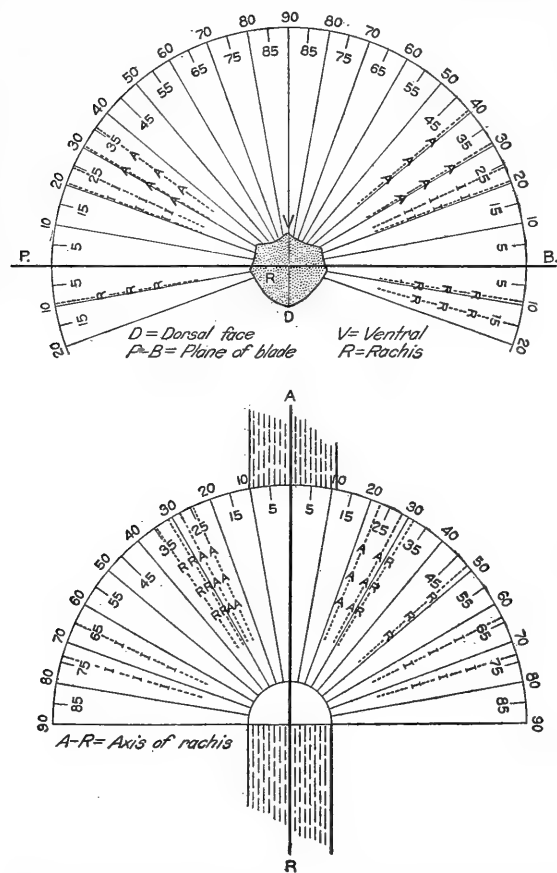 90
80 80
70 85 85 70
60 75 75 60
50 65 65 50
40 55 55 40
45 45
30 35 A A A A A A 35 30
A A A A A A
20 25 I I I I I I 25 20
15 V 15
10 10
5 5
P. B.
R
5 R R R R R R 5
10 R R R 10
15 D 15
20 20
D = Dorsal face V = Ventral
P-B = Plane of blade R = Rachis
A
10 5 5 10
20 15 15 20
30 25 25 30
40 35 35 40
R R A A A A R
50 45 R R A A A A R 45 50
R R A A A A R R R R
60 55 55 60
70 65 I I I I I I 65 70
80 75 I I I I I I 75 80
90 85 85 90
A-R = Axis of rachis
R